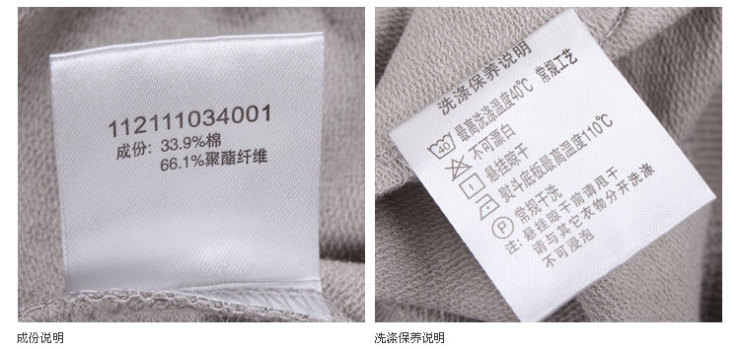 112111034001
成份: 33.9%棉
66.1%聚酯纤维
洗涤保养说明
40 最高洗涤温度40℃ 常规工艺
不可漂白
悬挂晾干
熨斗底板最高温度110℃
P 常规干洗
注: 悬挂晾干前请甩干
请与其它衣物分开洗涤
不可浸泡
成份说明
洗涤保养说明